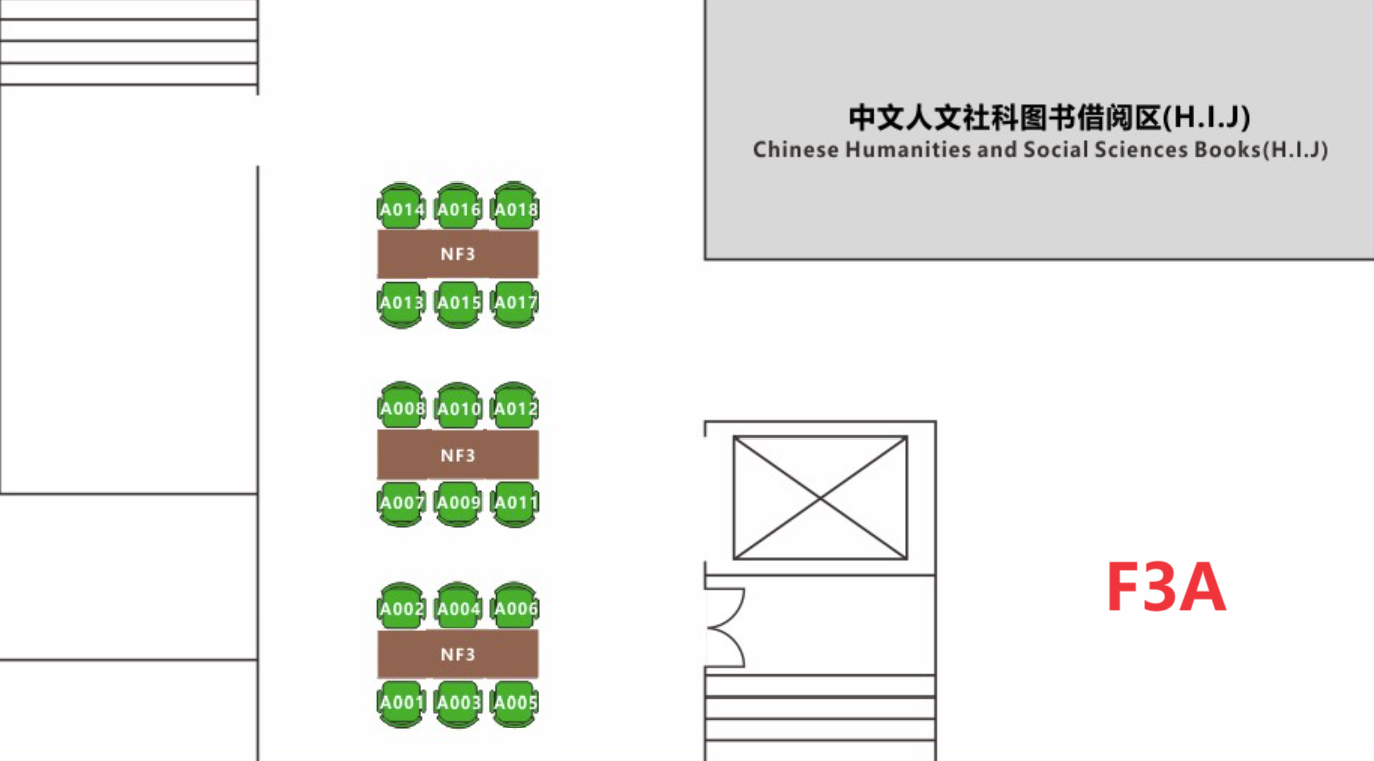 中文人文社科图书借阅区(H.I.J)
Chinese Humanities and Social Sciences Books(H.I.J)
A014 A016 A018
NF3
A013 A015 A017
A008 A010 A012
NF3
A007 A009 A011
F3A
A002 A004 A006
NF3
A001 A003 A005